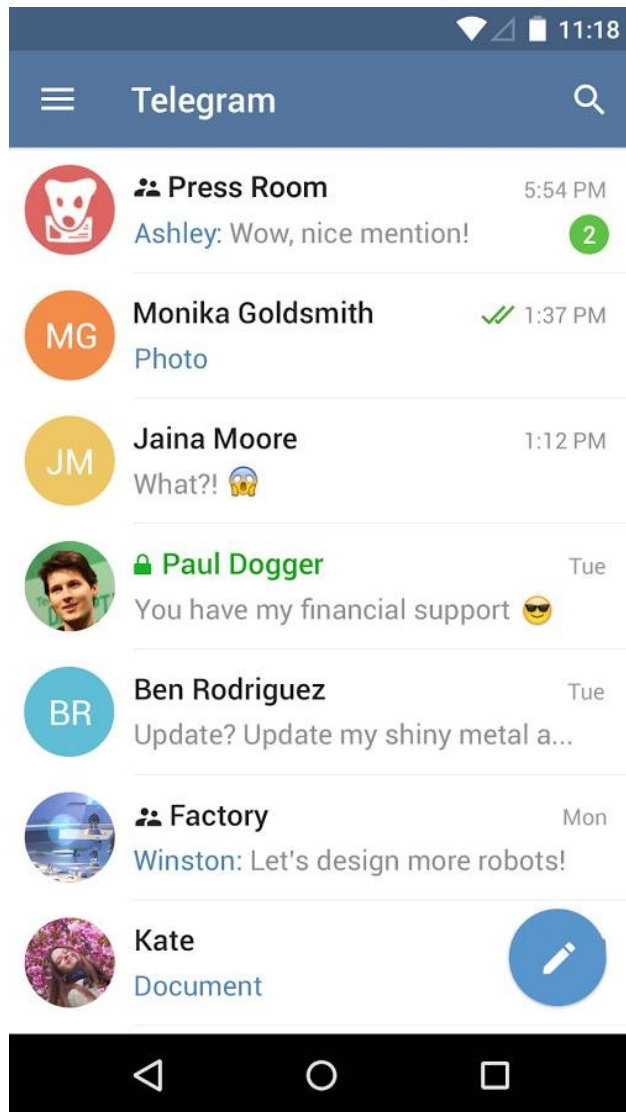 11:18
Telegram
Press Room 5:54 PM
Ashley: Wow, nice mention! 2
MG Monika Goldsmith 1:37 PM
Photo
JM Jaina Moore 1:12 PM
What?! 😱
Paul Dogger Tue
You have my financial support 😎
BR Ben Rodriguez Tue
Update? Update my shiny metal a...
Factory Mon
Winston: Let's design more robots!
Kate
Document